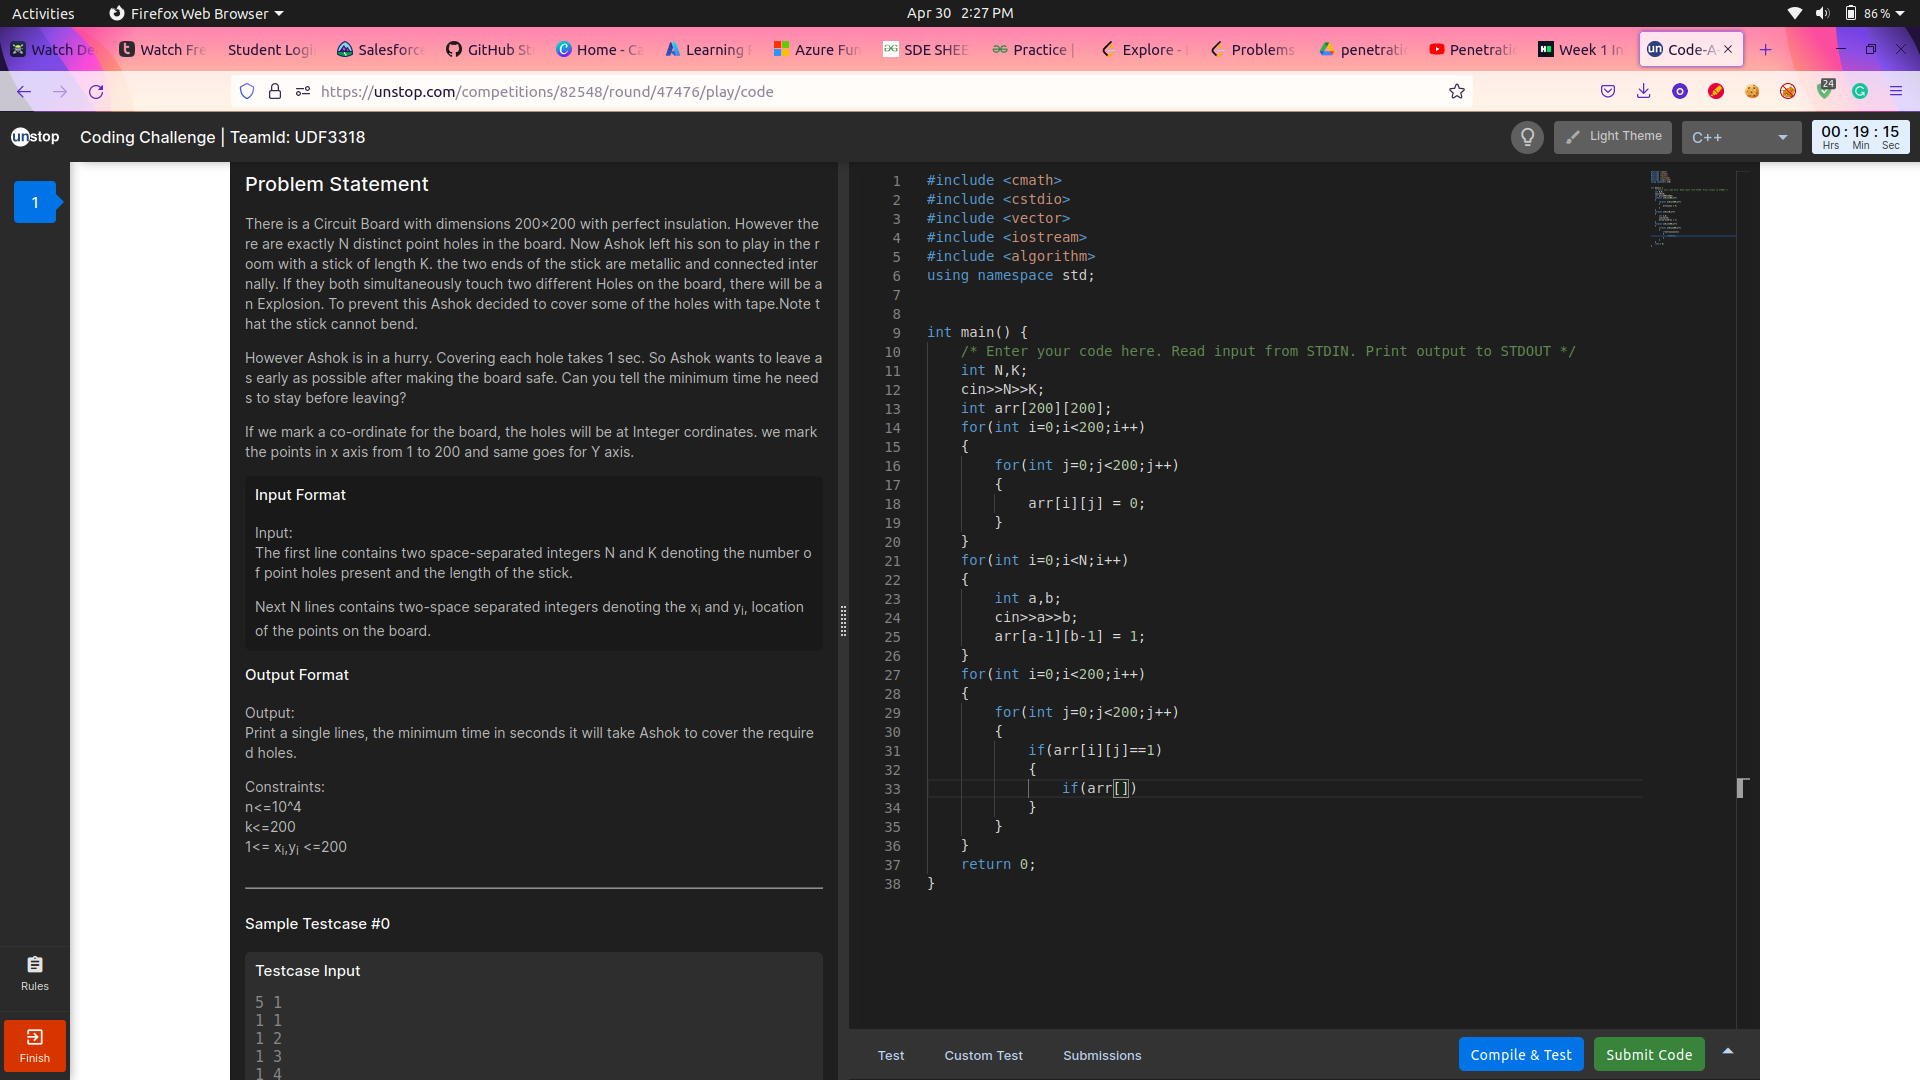 Activities
Firefox Web Browser
Apr 30 2:27 PM
86 %
Watch De
Watch Fre
Student Logi
Salesforce
GitHub St
Home - Ca
Learning
Azure Fun
SDE SHEE
Practice |
Explore -
Problems
penetrati
Penetrati
Week 1 In
Code-A-
https://unstop.com/competitions/82548/round/47476/play/code
24
unstop
Coding Challenge | TeamId: UDF3318
Light Theme
C++
00 : 19 : 15
Hrs Min Sec
1
Problem Statement
There is a Circuit Board with dimensions 200×200 with perfect insulation. However the
re are exactly N distinct point holes in the board. Now Ashok left his son to play in the r
oom with a stick of length K. the two ends of the stick are metallic and connected inter
nally. If they both simultaneously touch two different Holes on the board, there will be a
n Explosion. To prevent this Ashok decided to cover some of the holes with tape.Note t
hat the stick cannot bend.
However Ashok is in a hurry. Covering each hole takes 1 sec. So Ashok wants to leave a
s early as possible after making the board safe. Can you tell the minimum time he need
s to stay before leaving?
If we mark a co-ordinate for the board, the holes will be at Integer cordinates. we mark
the points in x axis from 1 to 200 and same goes for Y axis.
Input Format
Input:
The first line contains two space-separated integers N and K denoting the number o
f point holes present and the length of the stick.
Next N lines contains two-space separated integers denoting the xi and yi, location
of the points on the board.
Output Format
Output:
Print a single lines, the minimum time in seconds it will take Ashok to cover the require
d holes.
Constraints:
n<=10^4
k<=200
1<= xi,yi <=200
Sample Testcase #0
Testcase Input
5 1
1 1
1 2
1 3
1 4
Rules
Finish
1 #include <cmath>
2 #include <cstdio>
3 #include <vector>
4 #include <iostream>
5 #include <algorithm>
6 using namespace std;
7
8
9 int main() {
10 /* Enter your code here. Read input from STDIN. Print output to STDOUT */
11 int N,K;
12 cin>>N>>K;
13 int arr[200][200];
14 for(int i=0;i<200;i++)
15 {
16 for(int j=0;j<200;j++)
17 {
18 arr[i][j] = 0;
19 }
20 }
21 for(int i=0;i<N;i++)
22 {
23 int a,b;
24 cin>>a>>b;
25 arr[a-1][b-1] = 1;
26 }
27 for(int i=0;i<200;i++)
28 {
29 for(int j=0;j<200;j++)
30 {
31 if(arr[i][j]==1)
32 {
33 if(arr[])
34 }
35 }
36 }
37 return 0;
38 }
Test
Custom Test
Submissions
Compile & Test
Submit Code